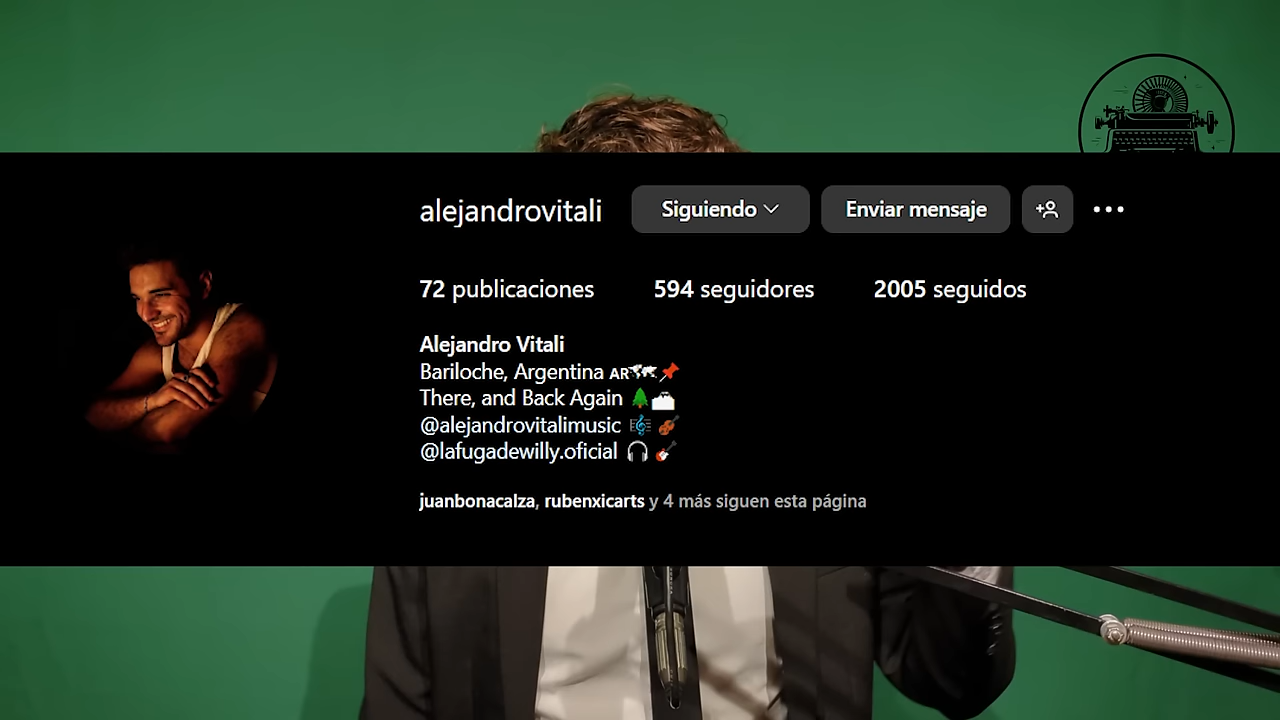 alejandrovitali Siguiendo Enviar mensaje
72 publicaciones 594 seguidores 2005 seguidos
Alejandro Vitali
Bariloche, Argentina AR🗺️📌
There, and Back Again 🌲🏔️
@alejandrovitalimusic 🎼🎻
@lafugadewilly.oficial 🎧🎸
juanbonacalza, rubenxicarts y 4 más siguen esta página